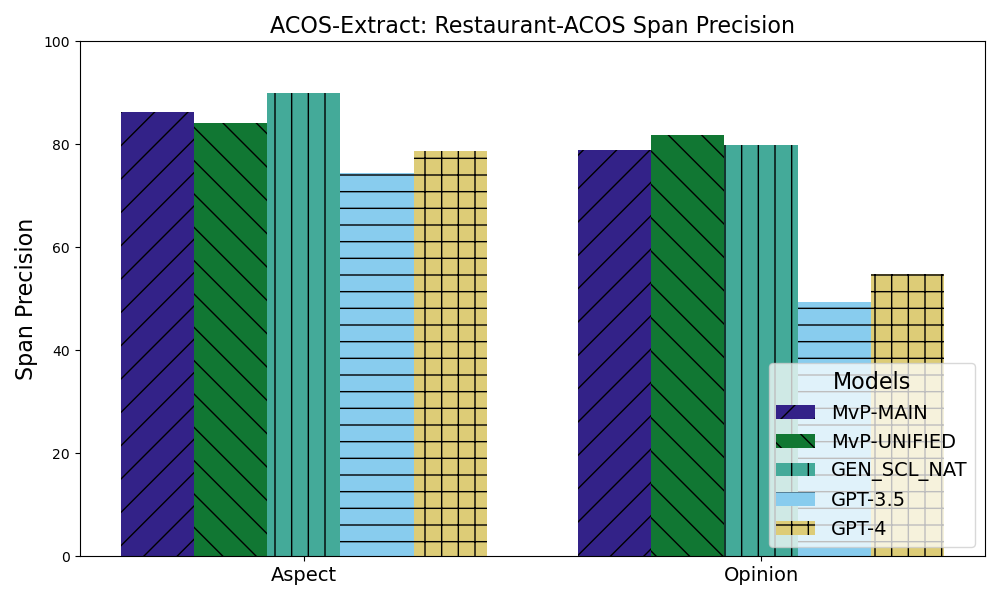 ACOS-Extract: Restaurant-ACOS Span Precision
Span Precision
100
80
60
40
20
0
Aspect
Opinion
Models
MvP-MAIN
MvP-UNIFIED
GEN_SCL_NAT
GPT-3.5
GPT-4